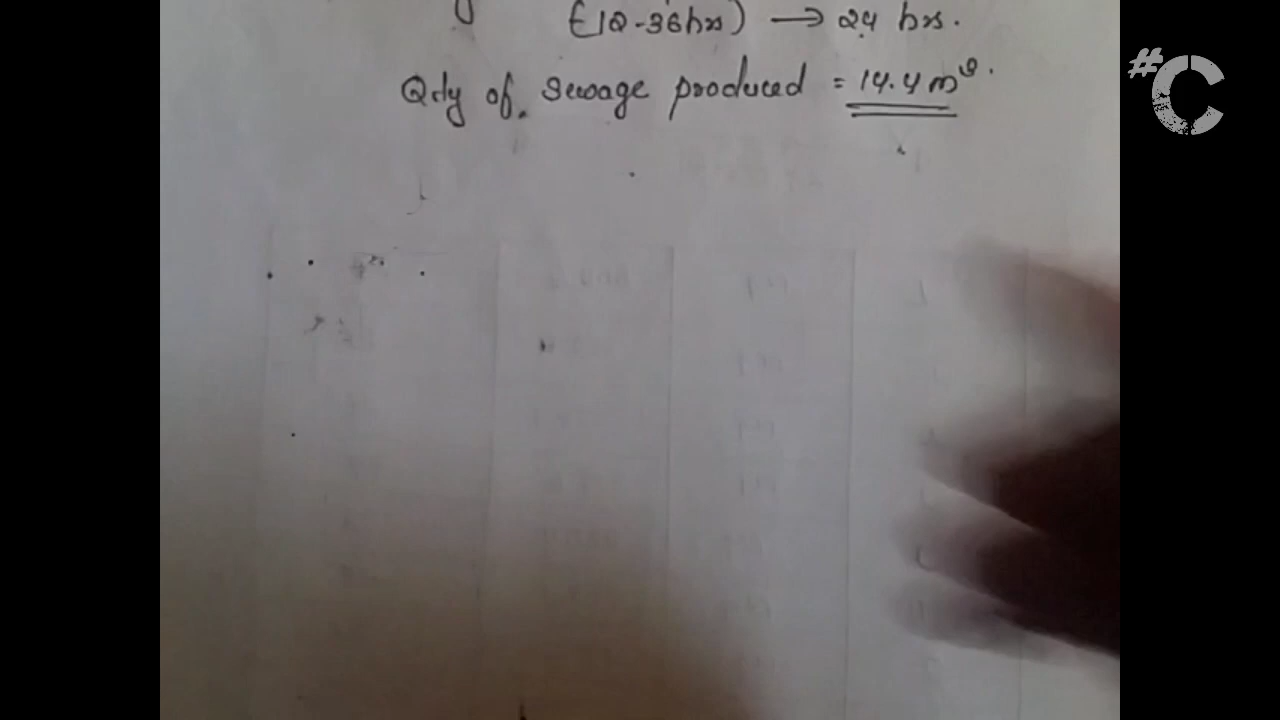 (12-36hrs) → 24 hrs.
Qty of sewage produced = 14.4 m³.
#C